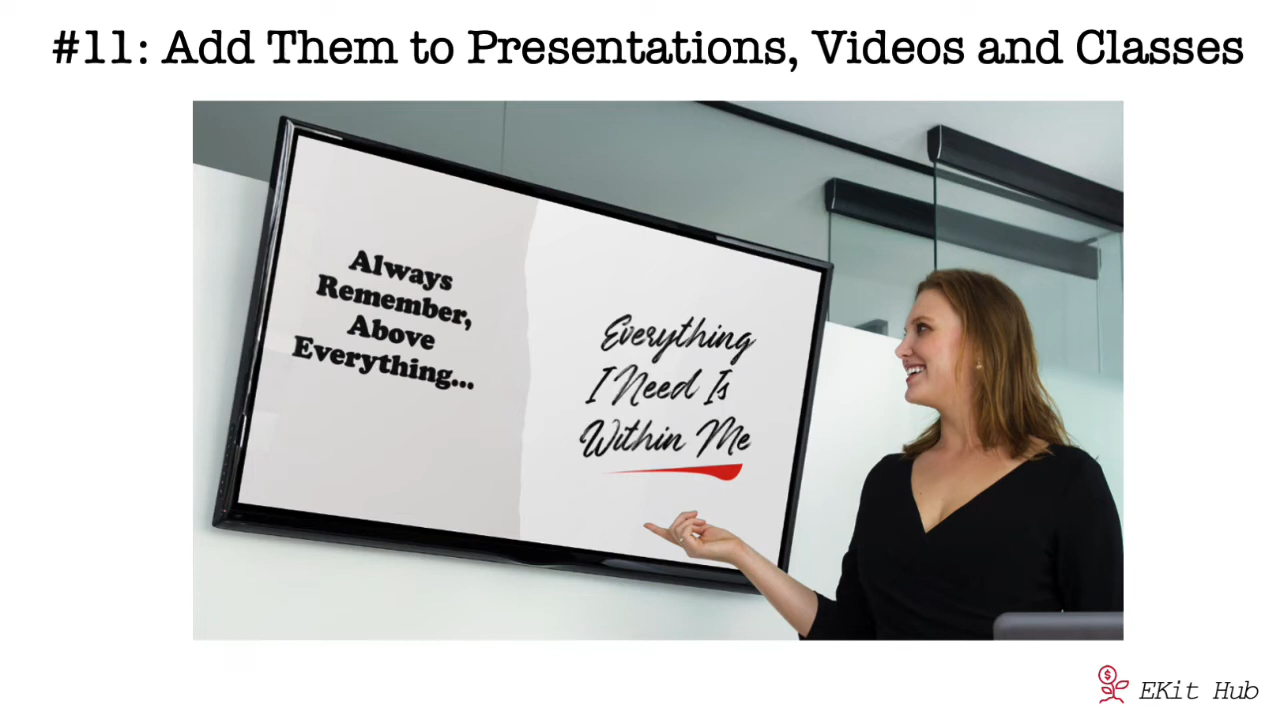 #11: Add Them to Presentations, Videos and Classes
Always
Remember,
Above
Everything...
Everything
I Need Is
Within Me
$
EKit Hub